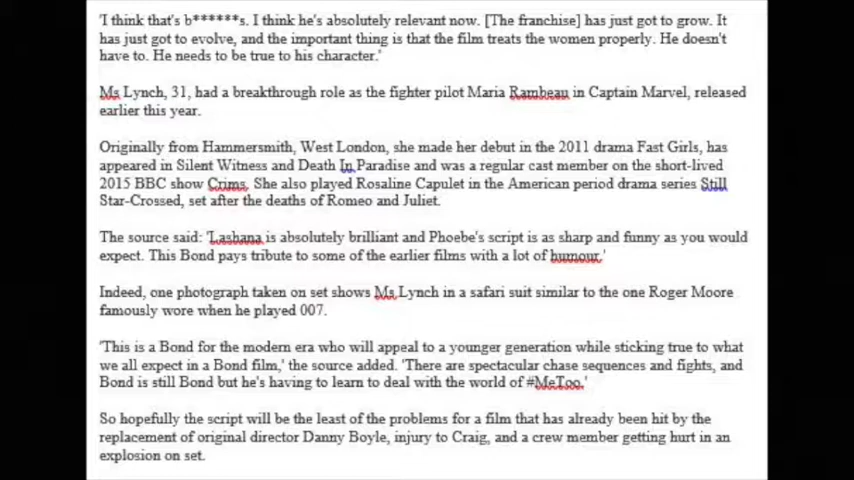 'I think that's b******s. I think he's absolutely relevant now. [The franchise] has just got to grow. It
has just got to evolve, and the important thing is that the film treats the women properly. He doesn't
have to. He needs to be true to his character.'
Ms Lynch, 31, had a breakthrough role as the fighter pilot Maria Rambeau in Captain Marvel, released
earlier this year.
Originally from Hammersmith, West London, she made her debut in the 2011 drama Fast Girls, has
appeared in Silent Witness and Death In Paradise and was a regular cast member on the short-lived
2015 BBC show Crims. She also played Rosaline Capulet in the American period drama series Still
Star-Crossed, set after the deaths of Romeo and Juliet.
The source said: 'Lashana is absolutely brilliant and Phoebe's script is as sharp and funny as you would
expect. This Bond pays tribute to some of the earlier films with a lot of humour.'
Indeed, one photograph taken on set shows Ms Lynch in a safari suit similar to the one Roger Moore
famously wore when he played 007.
'This is a Bond for the modern era who will appeal to a younger generation while sticking true to what
we all expect in a Bond film,' the source added. 'There are spectacular chase sequences and fights, and
Bond is still Bond but he's having to learn to deal with the world of #MeToo.'
So hopefully the script will be the least of the problems for a film that has already been hit by the
replacement of original director Danny Boyle, injury to Craig, and a crew member getting hurt in an
explosion on set.